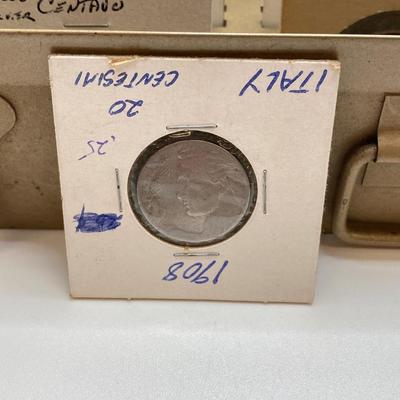 CENTAVO
ITALY
20
CENTESIMI
.25
1908